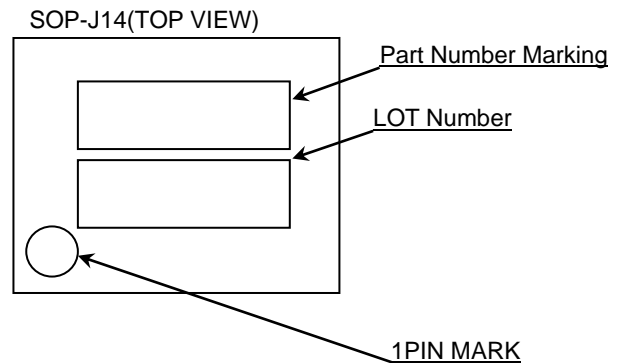 SOP-J14(TOP VIEW)
Part Number Marking
LOT Number
1PIN MARK